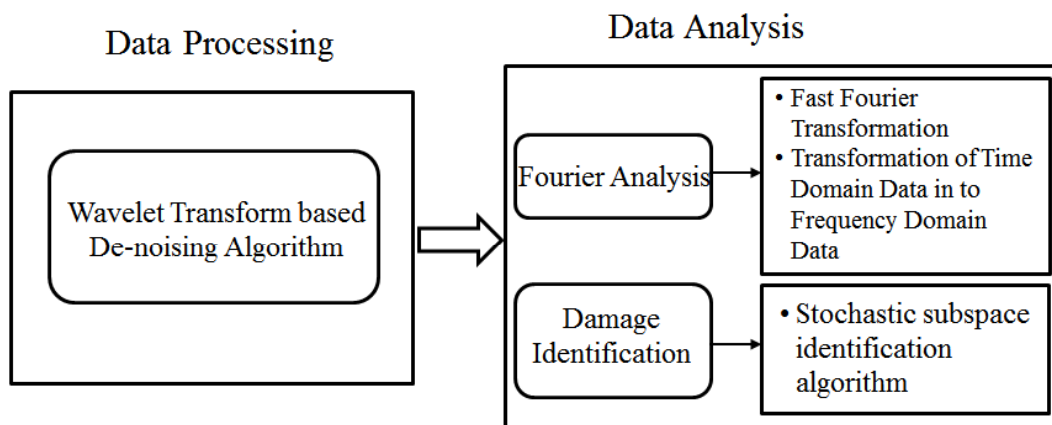 Data Processing
Wavelet Transform based
De-noising Algorithm
Data Analysis
Fourier Analysis
• Fast Fourier
Transformation
• Transformation of Time
Domain Data in to
Frequency Domain
Data
Damage
Identification
• Stochastic subspace
identification
algorithm